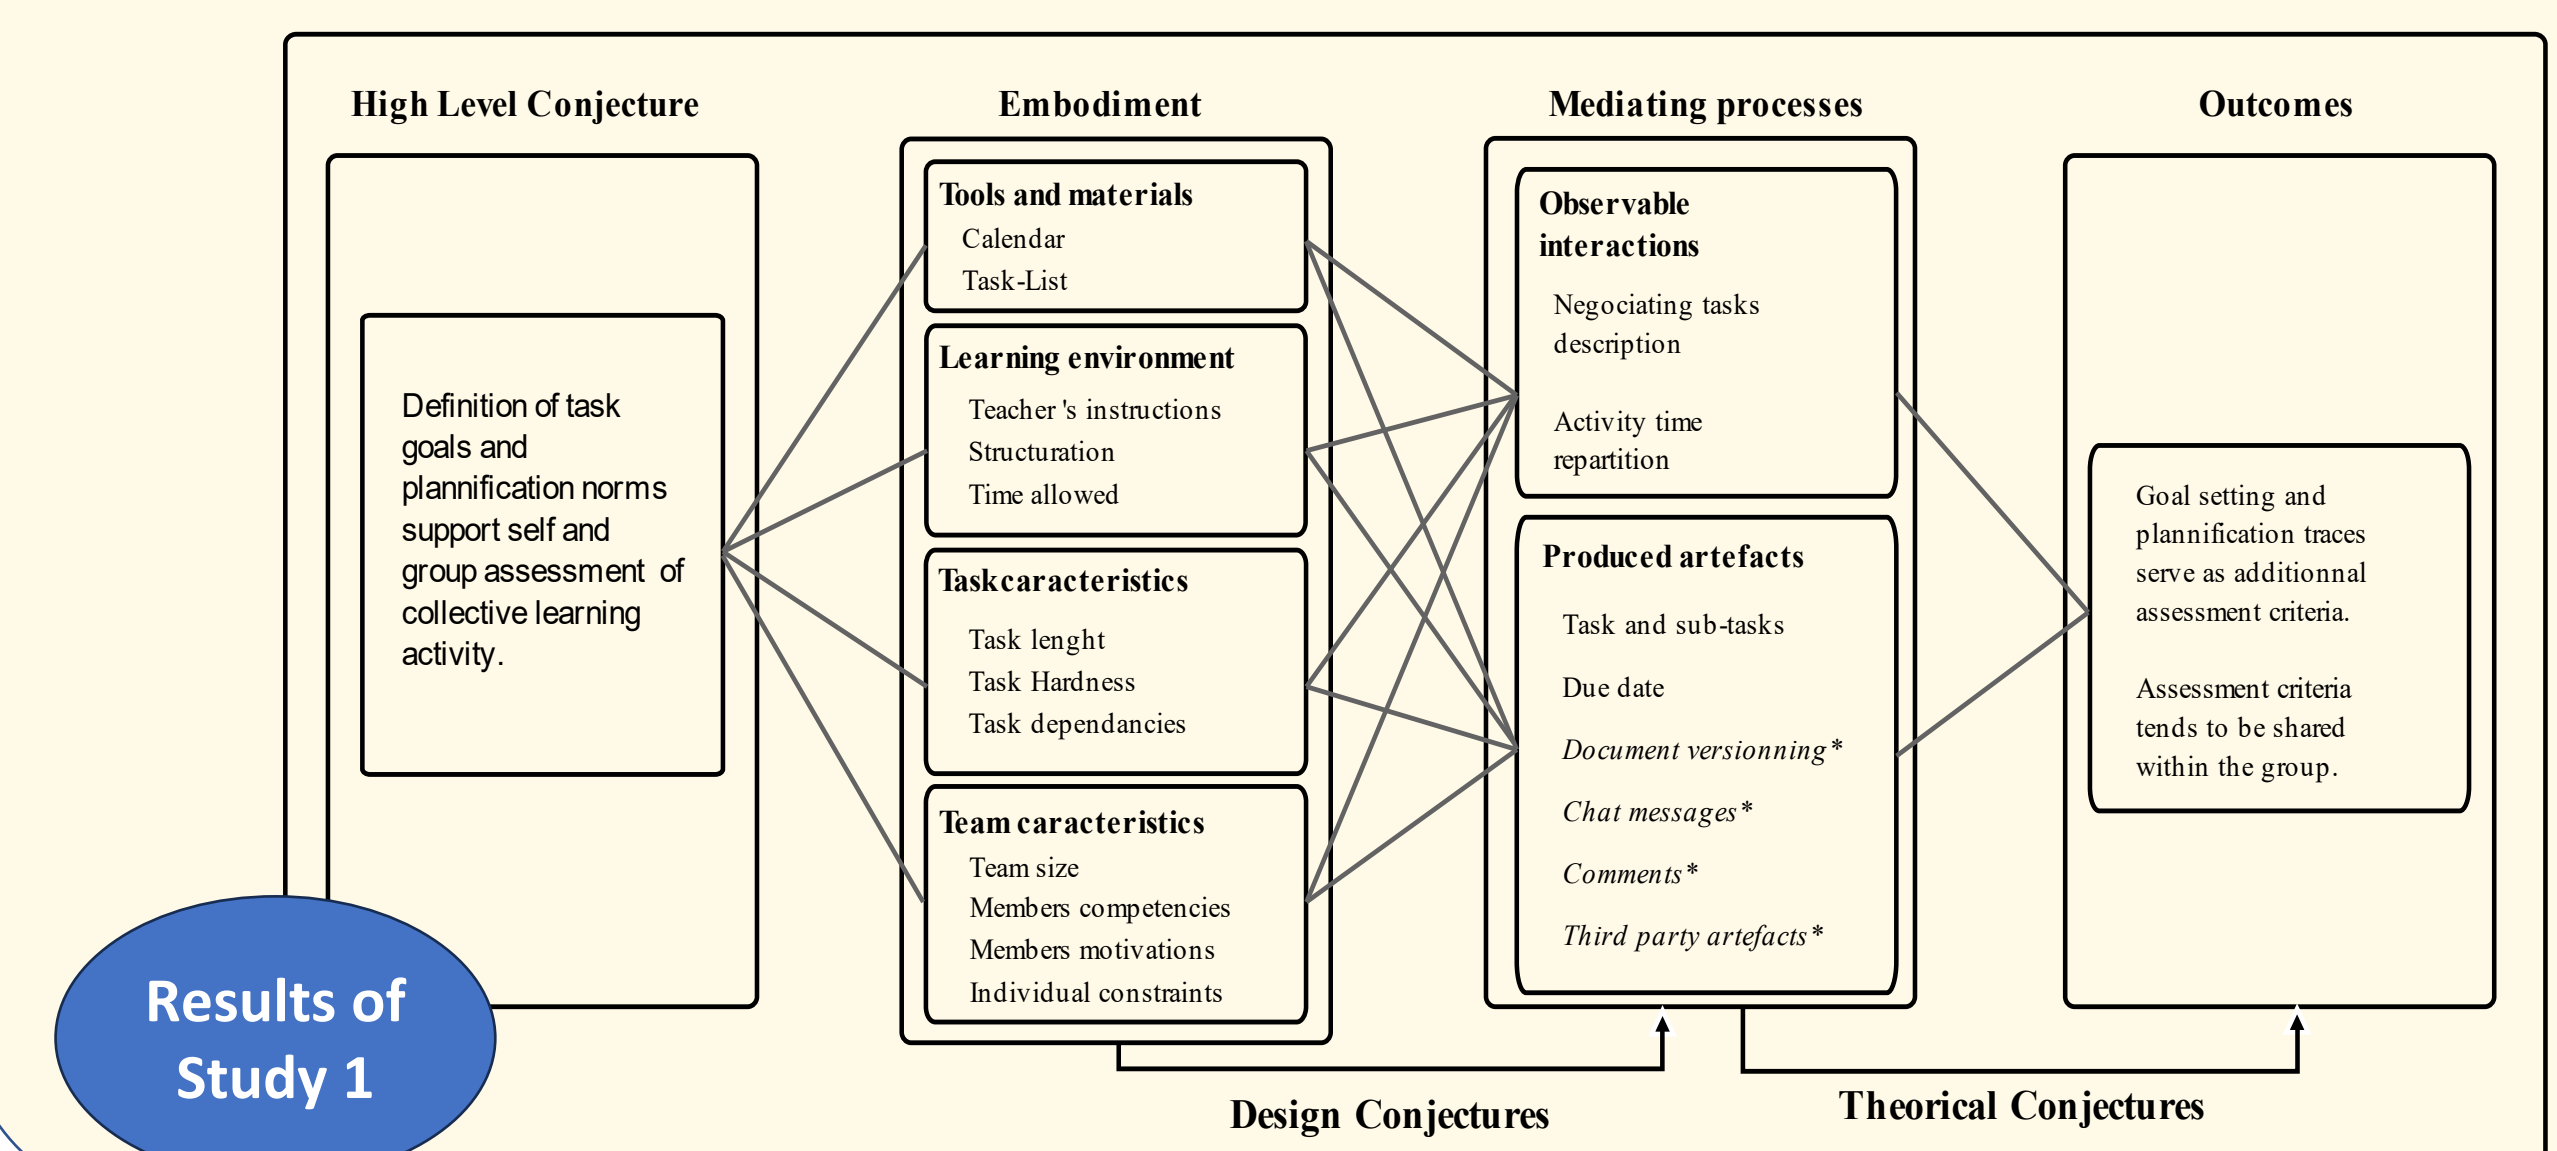 High Level Conjecture
Definition of task
goals and
plannification norms
support self and
group assessment of
collective learning
activity.
Embodiment
Tools and materials
Calendar
Task-List
Learning environment
Teacher 's instructions
Structuration
Time allowed
Task caracteristics
Task lenght
Task Hardness
Task dependancies
Team caracteristics
Team size
Members competencies
Members motivations
Individual constraints
Mediating processes
Observable
interactions
Negociating tasks
description
Activity time
repartition
Produced artefacts
Task and sub-tasks
Due date
Document versionning*
Chat messages*
Comments*
Third party artefacts*
Outcomes
Goal setting and
plannification traces
serve as additionnal
assessment criteria.
Assessment criteria
tends to be shared
within the group.
Design Conjectures
Theorical Conjectures
Results of
Study 1